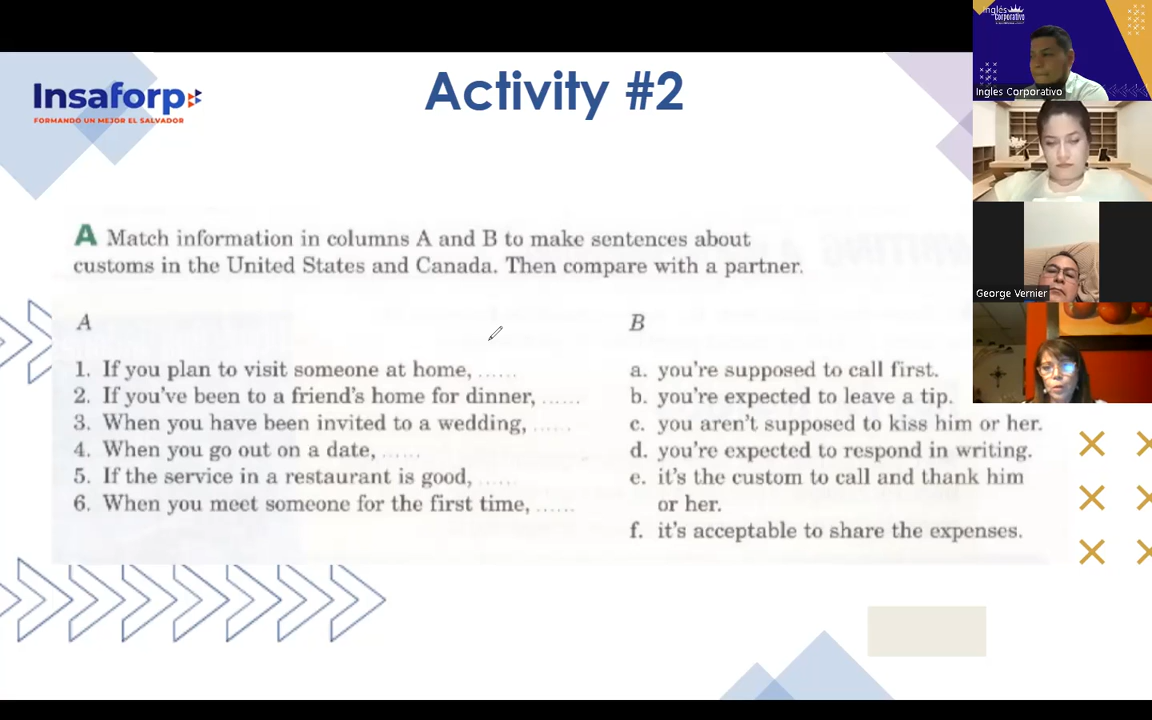 Insaforp
FORMANDO UN MEJOR EL SALVADOR
Activity #2
A Match information in columns A and B to make sentences about
customs in the United States and Canada. Then compare with a partner.
A
1. If you plan to visit someone at home, ......
2. If you've been to a friend's home for dinner, ......
3. When you have been invited to a wedding, ......
4. When you go out on a date, ......
5. If the service in a restaurant is good, ......
6. When you meet someone for the first time, ......
B
a. you're supposed to call first.
b. you're expected to leave a tip.
c. you aren't supposed to kiss him or her.
d. you're expected to respond in writing.
e. it's the custom to call and thank him
or her.
f. it's acceptable to share the expenses.
Inglés
Corporativo
Ingles Corporativo
George Vernier